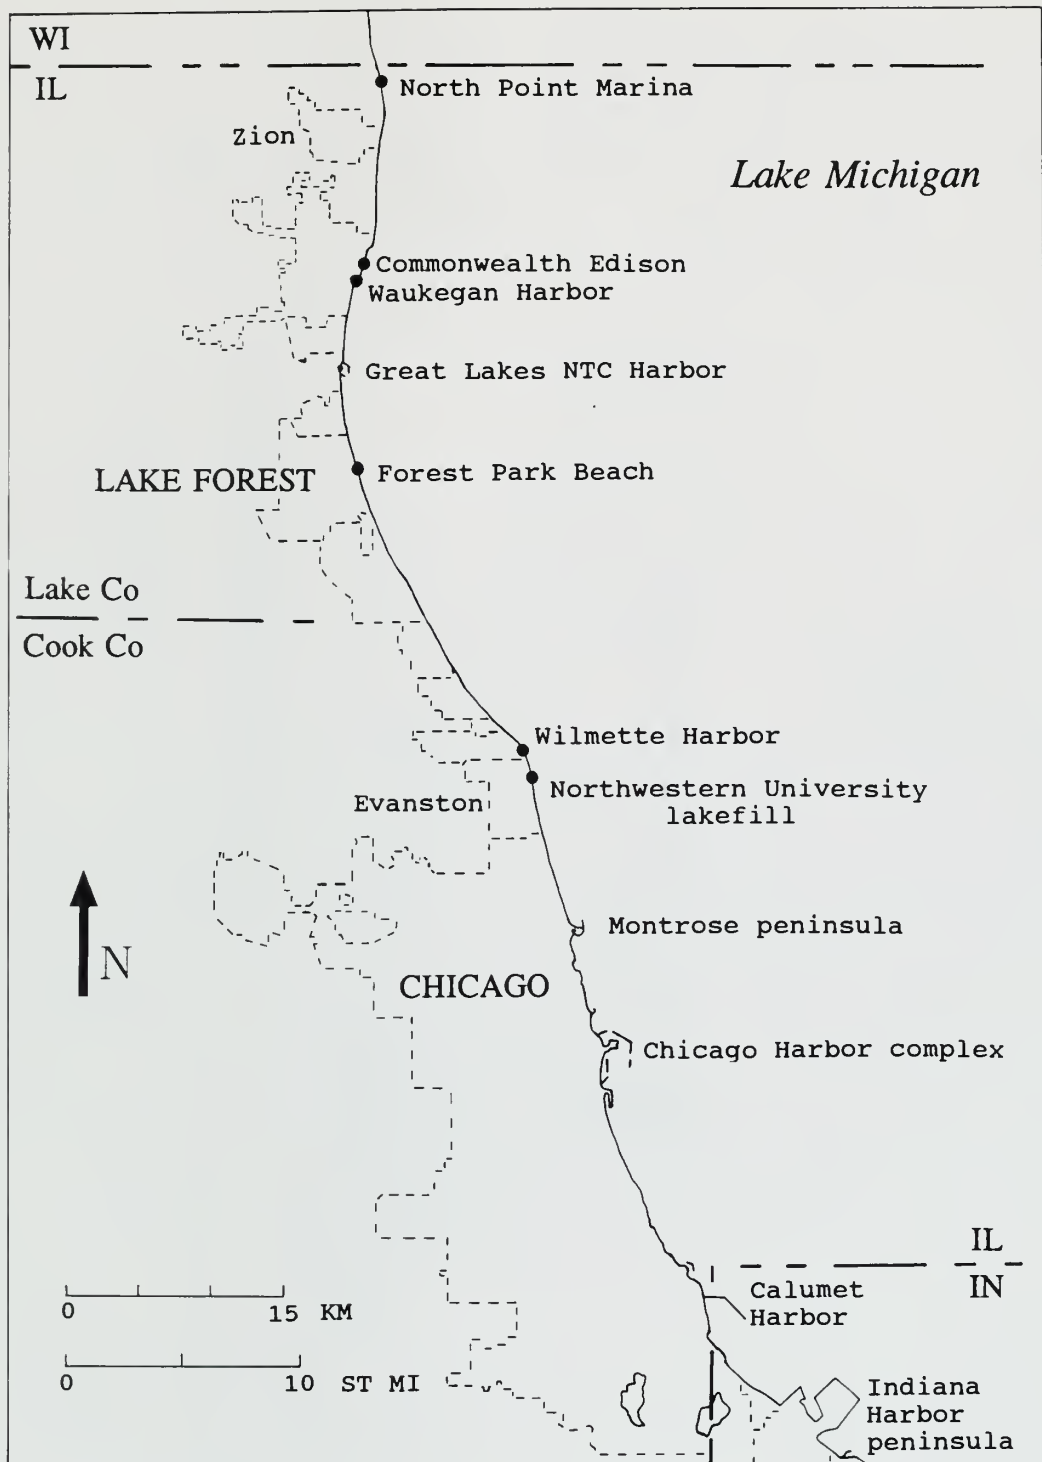 WI
IL
North Point Marina
Zion
Lake Michigan
Commonwealth Edison
Waukegan Harbor
Great Lakes NTC Harbor
LAKE FOREST
Forest Park Beach
Lake Co
Cook Co
Wilmette Harbor
Northwestern University
lakefill
Evanston
N
Montrose peninsula
CHICAGO
Chicago Harbor complex
IL
IN
Calumet
Harbor
0 15 KM
0 10 ST MI
Indiana
Harbor
peninsula